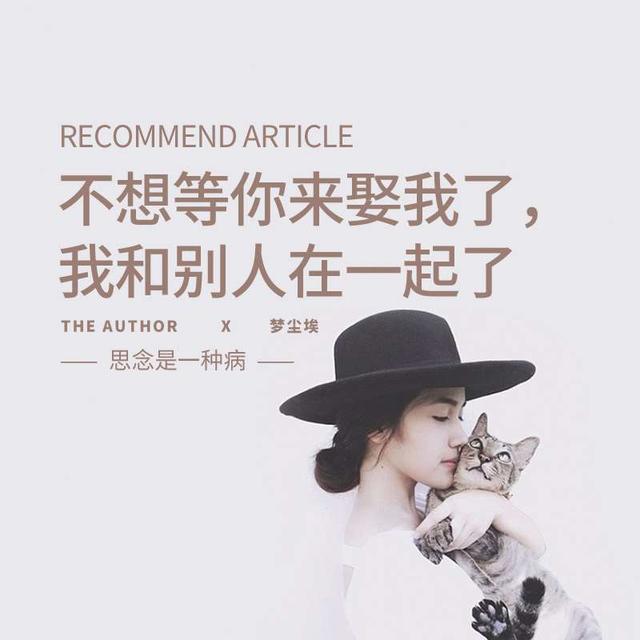 RECOMMEND ARTICLE
不想等你来娶我了，
我和别人在一起了
THE AUTHOR X 梦尘埃
—— 思念是一种病 ——